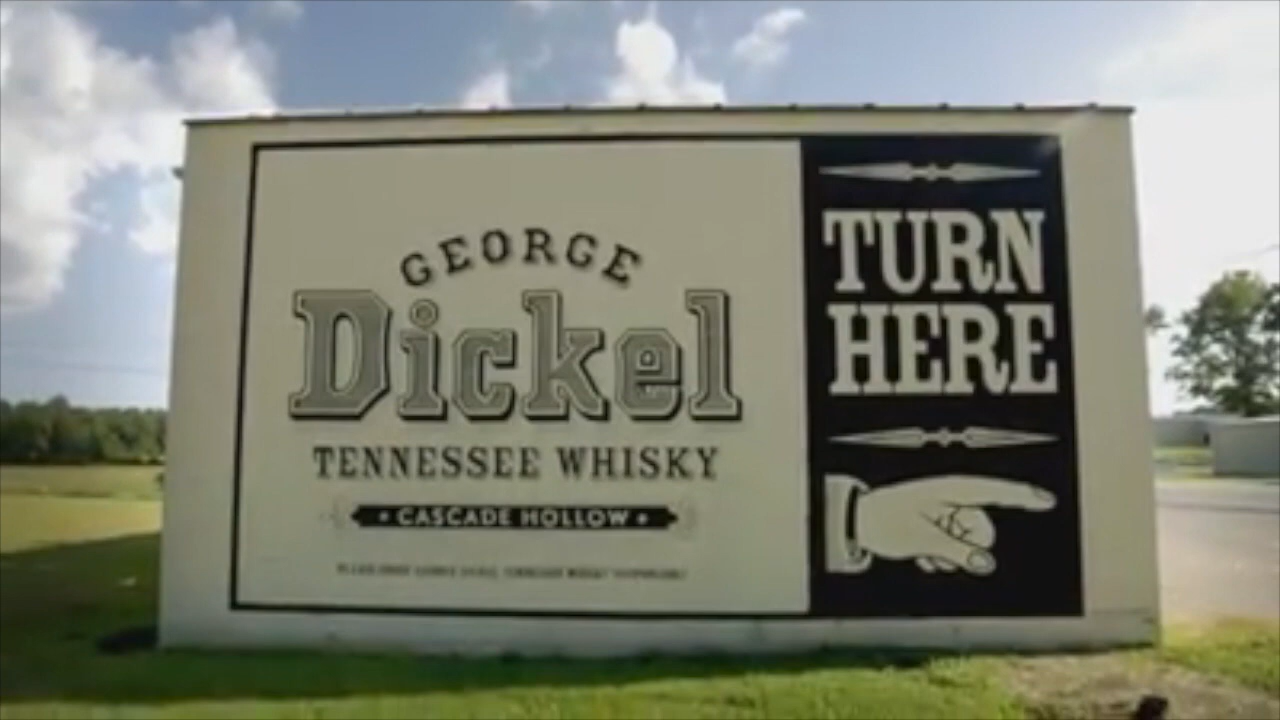 GEORGE
Dickel
TENNESSEE WHISKY
CASCADE HOLLOW
TURN
HERE